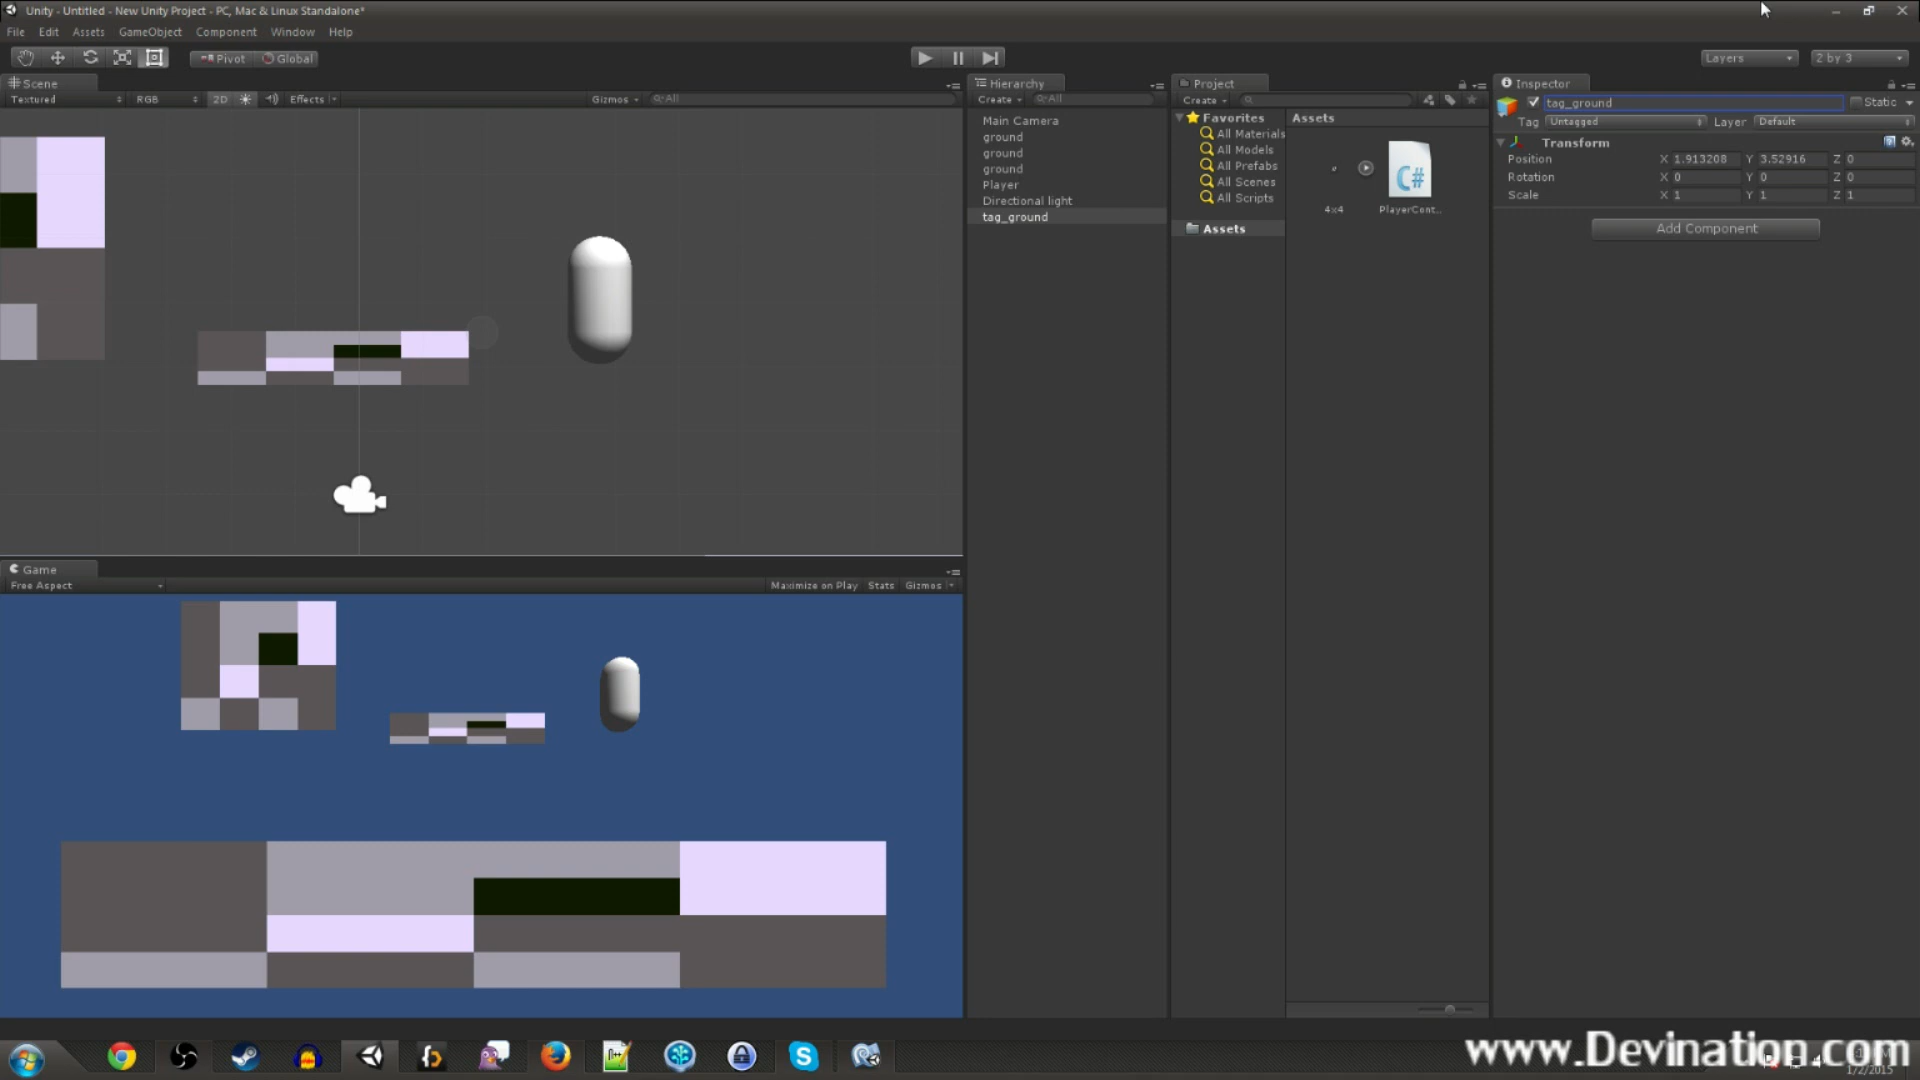 Unity - Untitled - New Unity Project - PC, Mac & Linux Standalone*
File Edit Assets GameObject Component Window Help
Pivot Global Layers 2 by 3
Scene
Textured RGB 2D Effects Gizmos All
Hierarchy
Create All
Main Camera
ground
ground
ground
Player
Directional light
tag_ground
Project
Create
Favorites
All Materials
All Models
All Prefabs
All Scenes
All Scripts
Assets
Assets
4x4 PlayerCont...
Inspector
tag_ground Static
Tag Untagged Layer Default
Transform
Position X 1.913208 Y 3.52916 Z 0
Rotation X 0 Y 0 Z 0
Scale X 1 Y 1 Z 1
Add Component
Game
Free Aspect Maximize on Play Stats Gizmos
C#
www.Devination.com
1/2/2015